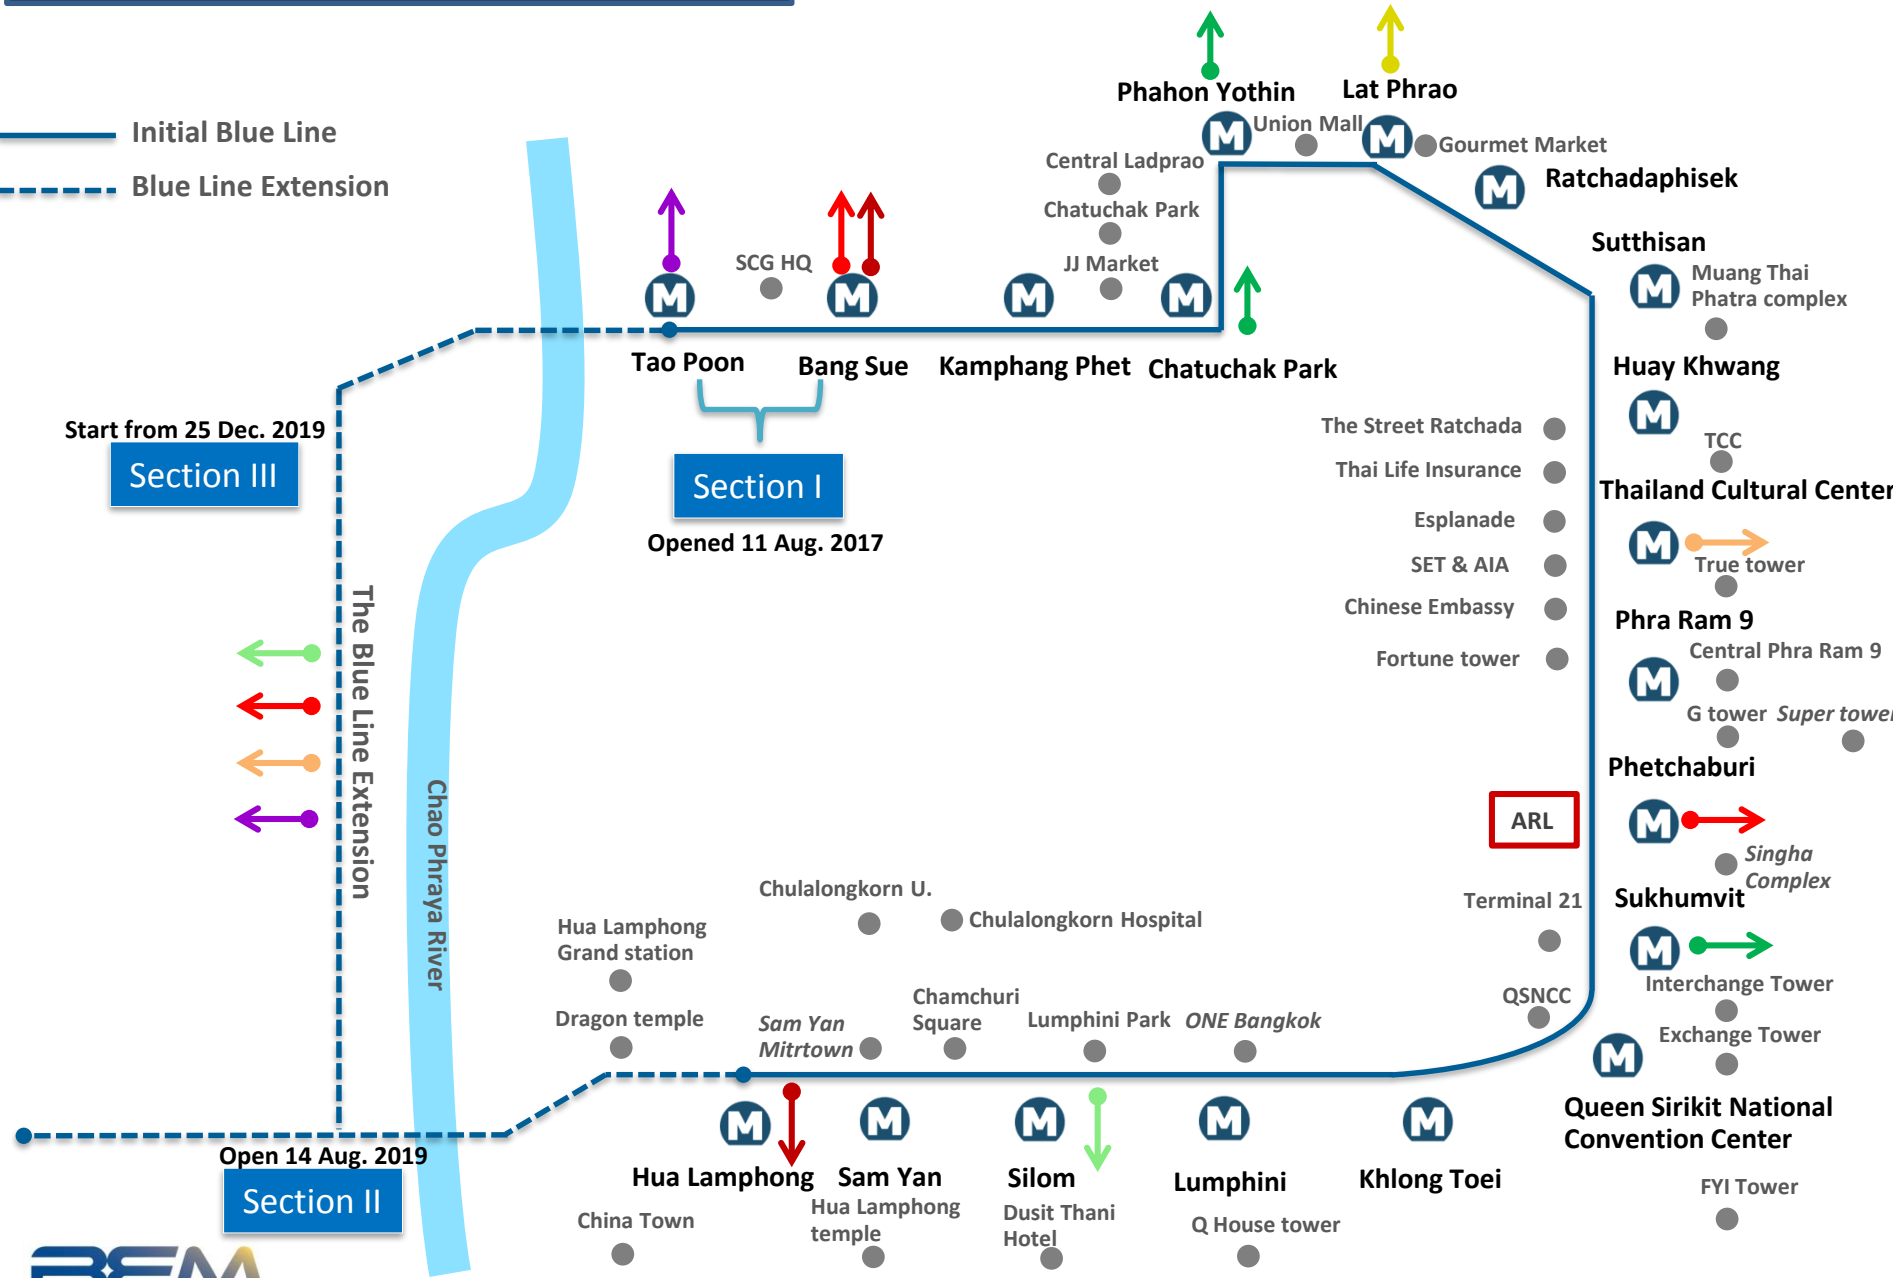 Phahon Yothin
Lat Phrao
Initial Blue Line
Union Mall
Gourmet Market
Blue Line Extension
Central Ladprao
Ratchadaphisek
Chatuchak Park
Sutthisan
SCG HQ
JJ Market
Muang Thai
Phatra complex
Tao Poon
Bang Sue
Kamphang Phet
Chatuchak Park
Huay Khwang
Start from 25 Dec. 2019
Section III
The Street Ratchada
TCC
Thai Life Insurance
Section I
Thailand Cultural Center
Opened 11 Aug. 2017
Esplanade
SET & AIA
True tower
Chinese Embassy
Phra Ram 9
The Blue Line Extension
Fortune tower
Central Phra Ram 9
G tower
Super tower
Phetchaburi
Chao Phraya River
ARL
Singha
Complex
Chulalongkorn U.
Chulalongkorn Hospital
Terminal 21
Sukhumvit
Hua Lamphong
Grand station
Interchange Tower
QSNCC
Dragon temple
Sam Yan
Mitrtown
Chamchuri
Square
Lumphini Park
ONE Bangkok
Exchange Tower
Queen Sirikit National
Convention Center
Open 14 Aug. 2019
Section II
Hua Lamphong
Sam Yan
Silom
Lumphini
Khlong Toei
FYI Tower
China Town
Hua Lamphong
temple
Dusit Thani
Hotel
Q House tower
BEM